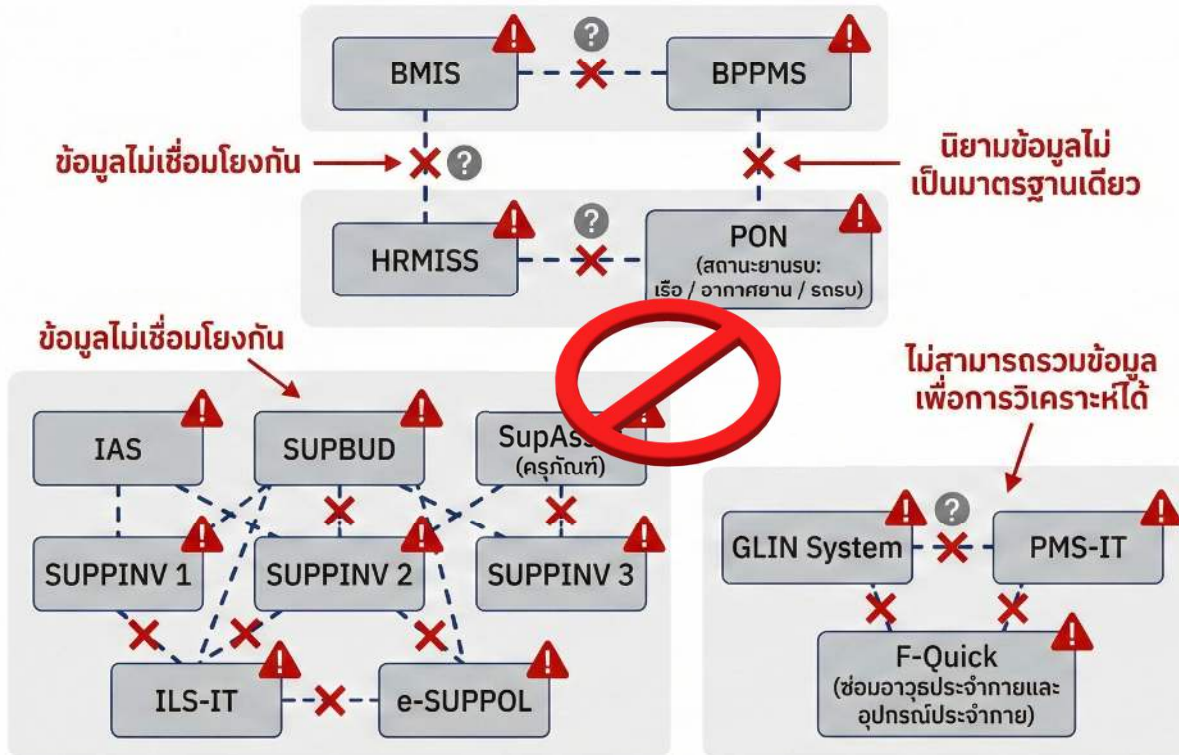 BMIS
BPPMS
ข้อมูลไม่เชื่อมโยงกัน
นิยามข้อมูลไม่
เป็นมาตรฐานเดียว
HRMISS
PON
(สถานะยานรบ:
เรือ / อากาศยาน / รถรบ)
ข้อมูลไม่เชื่อมโยงกัน
ไม่สามารถรวมข้อมูล
เพื่อการวิเคราะห์ได้
IAS
SUPBUD
(ครุภัณฑ์)
SUPPINV 1
SUPPINV 2
SUPPINV 3
ILS-IT
e-SUPPOL
GLIN System
PMS-IT
F-Quick
(ซ่อมอาวุธประจำกายและ
อุปกรณ์ประจำกาย)